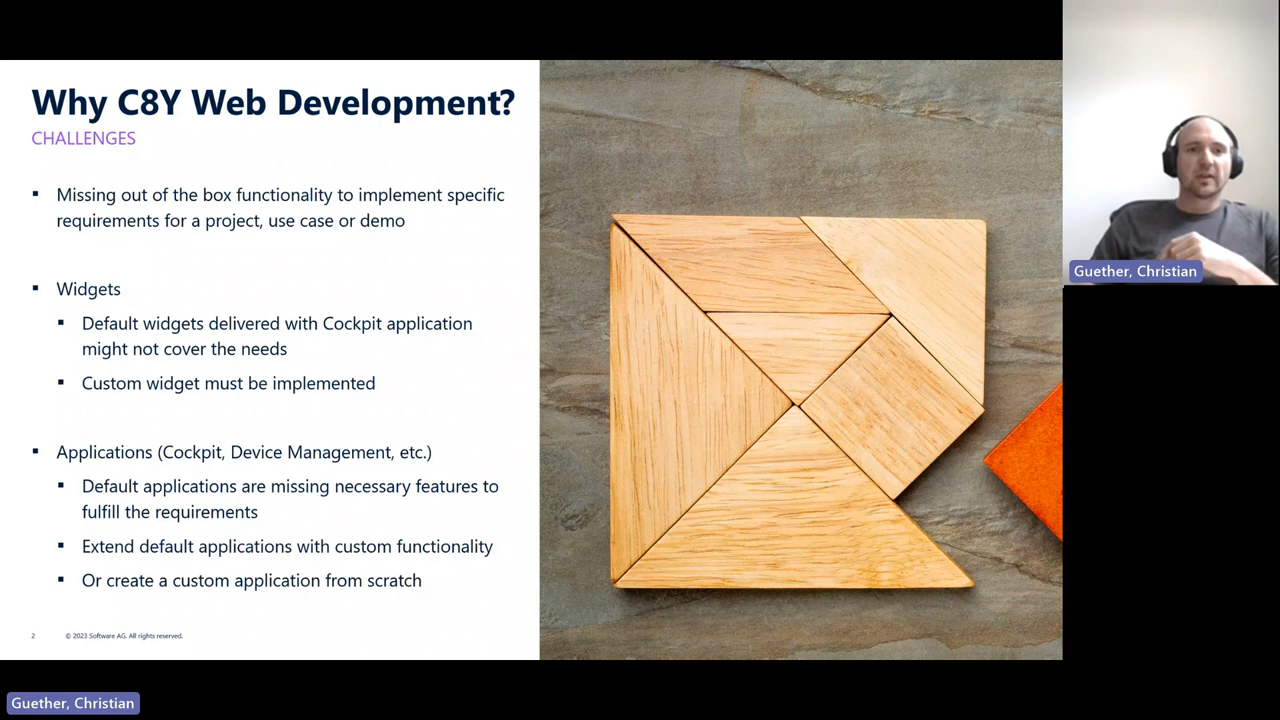 Why C8Y Web Development?
CHALLENGES
▪ Missing out of the box functionality to implement specific
requirements for a project, use case or demo
▪ Widgets
▪ Default widgets delivered with Cockpit application
might not cover the needs
▪ Custom widget must be implemented
▪ Applications (Cockpit, Device Management, etc.)
▪ Default applications are missing necessary features to
fulfill the requirements
▪ Extend default applications with custom functionality
▪ Or create a custom application from scratch
2 © 2023 Software AG. All rights reserved.
Guether, Christian
Guether, Christian